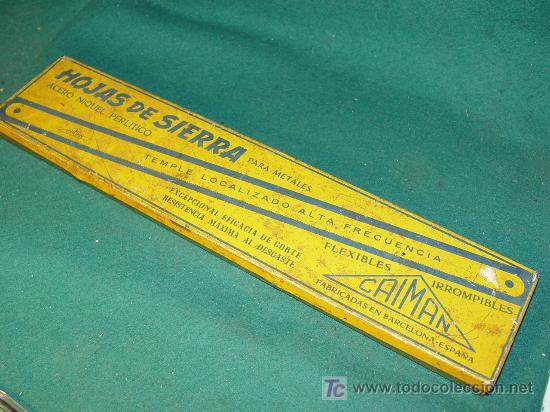 HOJAS DE SIERRA PARA METALES
ACERO NIQUEL PERLITICO
TEMPLE LOCALIZADO ALTA FRECUENCIA
EXCEPCIONAL EFICACIA DE CORTE
RESISTENCIA MÁXIMA AL DESGASTE
FLEXIBLES IRROMPIBLES
CAIMAN
FABRICADAS EN BARCELONA-ESPAÑA
TC www.todocoleccion.net